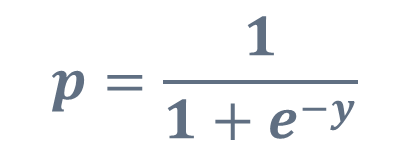 p = 1 / (1 + e^{-y})